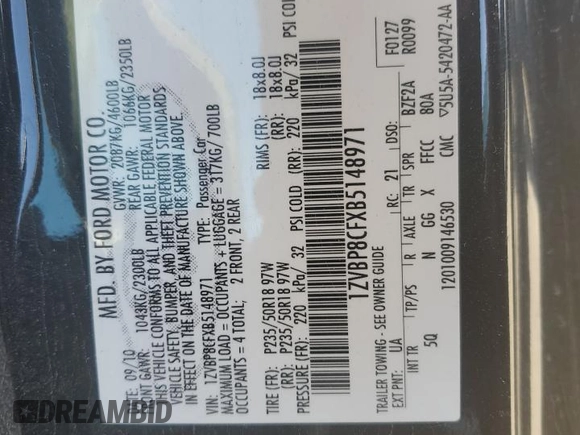 MFD. BY FORD MOTOR CO.
DATE: 09/10 GVWR: 2087KG/4600LB
FRONT GAWR: 1043KG/2300LB REAR GAWR: 1066KG/2350LB
THIS VEHICLE CONFORMS TO ALL APPLICABLE FEDERAL MOTOR
VEHICLE SAFETY, BUMPER, AND THEFT PREVENTION STANDARDS
IN EFFECT ON THE DATE OF MANUFACTURE SHOWN ABOVE.
VIN: 1ZVBP8CFXB5148971 TYPE: Passenger Car
MAXIMUM LOAD = OCCUPANTS + LUGGAGE = 317KG/700LB
OCCUPANTS = 4 TOTAL; 2 FRONT, 2 REAR
TIRE (FR): P235/50R18 97W RIMS (FR): 18x8.0J
(RR): P235/50R18 97W (RR): 18x8.0J
PRESSURE (FR): 220 kPa/ 32 PSI COLD (RR): 220 kPa/ 32 PSI COLD
1ZVBP8CFXB5148971
TRAILER TOWING - SEE OWNER GUIDE F0127
EXT PNT: UA RC: 21 DSO: R0099
TP/PS R AXLE TR SPR BZF2A
5Q N GG X FFCC 80A
1201009146530 CMC ▽5U5A-5420472-AA
DREAMBID